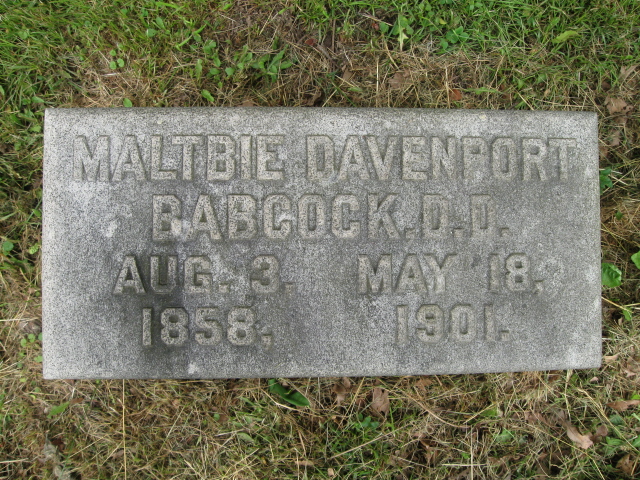 MALTBIE DAVENPORT
BABCOCK.D.D.
AUG. 3. MAY 18.
1858. 1901.